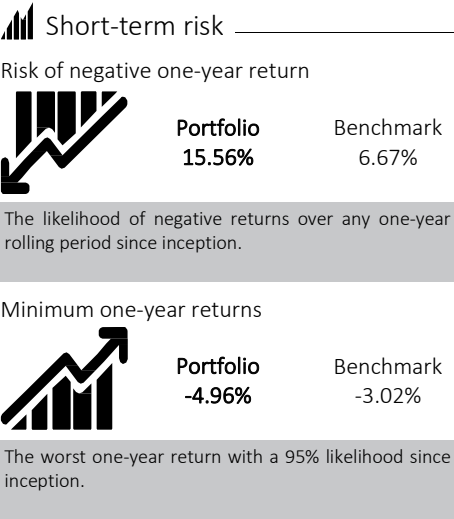 Short-term risk
Risk of negative one-year return
Portfolio Benchmark
15.56% 6.67%
The likelihood of negative returns over any one-year
rolling period since inception.
Minimum one-year returns
Portfolio Benchmark
-4.96% -3.02%
The worst one-year return with a 95% likelihood since
inception.